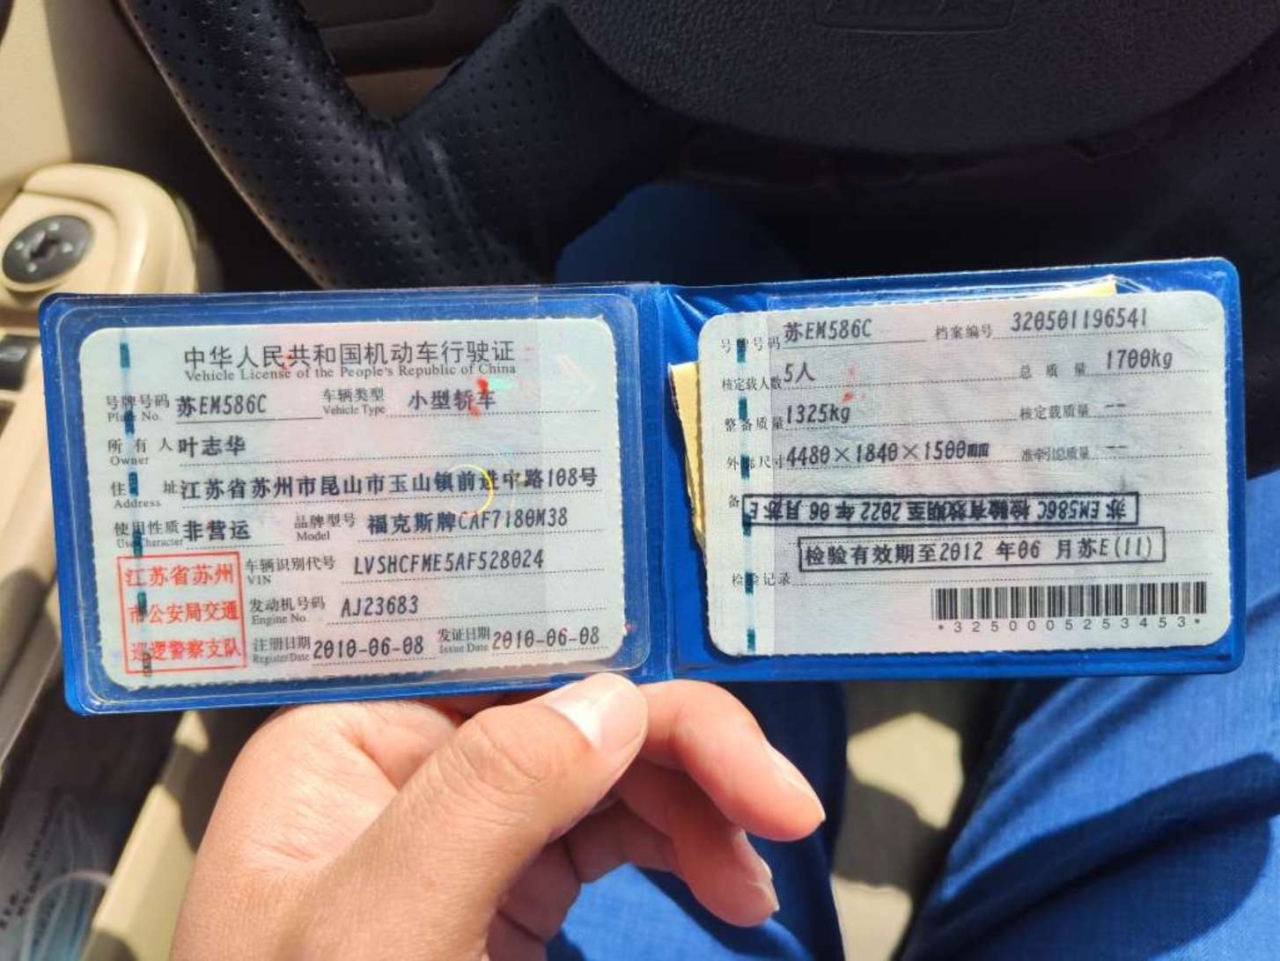 中华人民共和国机动车行驶证
Vehicle License of the People's Republic of China
号牌号码 苏EM586C 车辆类型 小型轿车
Plate No. Vehicle Type
所有人 叶志华
Owner
住址 江苏省苏州市昆山市玉山镇前进中路108号
Address
使用性质 非营运 品牌型号 福克斯牌CAF7180M38
Use Character Model
江苏省苏州
市公安局交通
巡逻警察支队
车辆识别代号 LVSHCFME5AF528024
VIN
发动机号码 AJ23683
Engine No.
注册日期 2010-06-08 发证日期 2010-06-08
Register Date Issue Date
号牌号码 苏EM586C 档案编号 320501196541
核定载人数 5人 总质量 1700kg
整备质量 1325kg 核定载质量 --
外廓尺寸 4480×1840×1500mm 准牵引总质量 --
备
苏EM586C 检验有效期至2022年06月苏E
检验有效期至2012 年06 月苏E(11)
检验记录
*3250005253453*